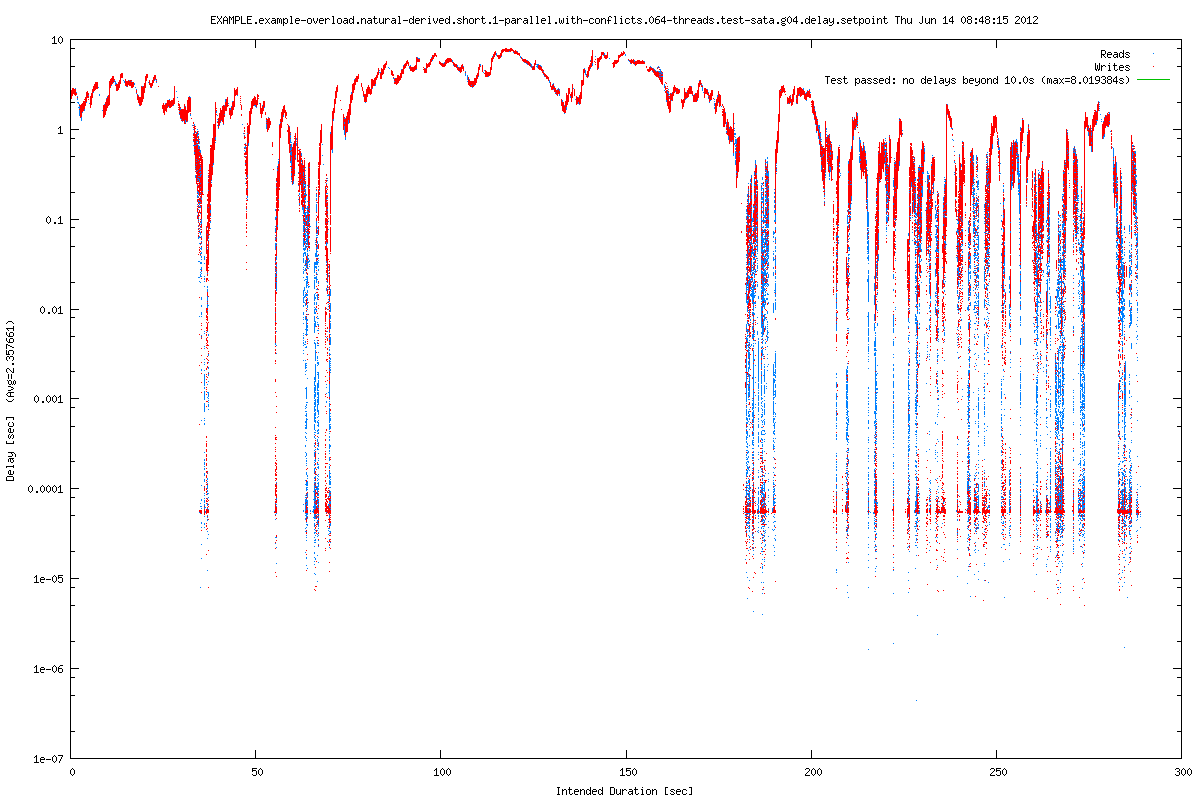 EXAMPLE.example-overload.natural-derived.short.1-parallel.with-conflicts.064-threads.test-sata.g04.delay.setpoint Thu Jun 14 08:48:15 2012
Reads
Writes
Test passed: no delays beyond 10.0s (max=8.019384s)
10
1
0.1
0.01
0.001
0.0001
1e-05
1e-06
1e-07
Delay [sec] (Avg=2.357661)
0 50 100 150 200 250 300
Intended Duration [sec]